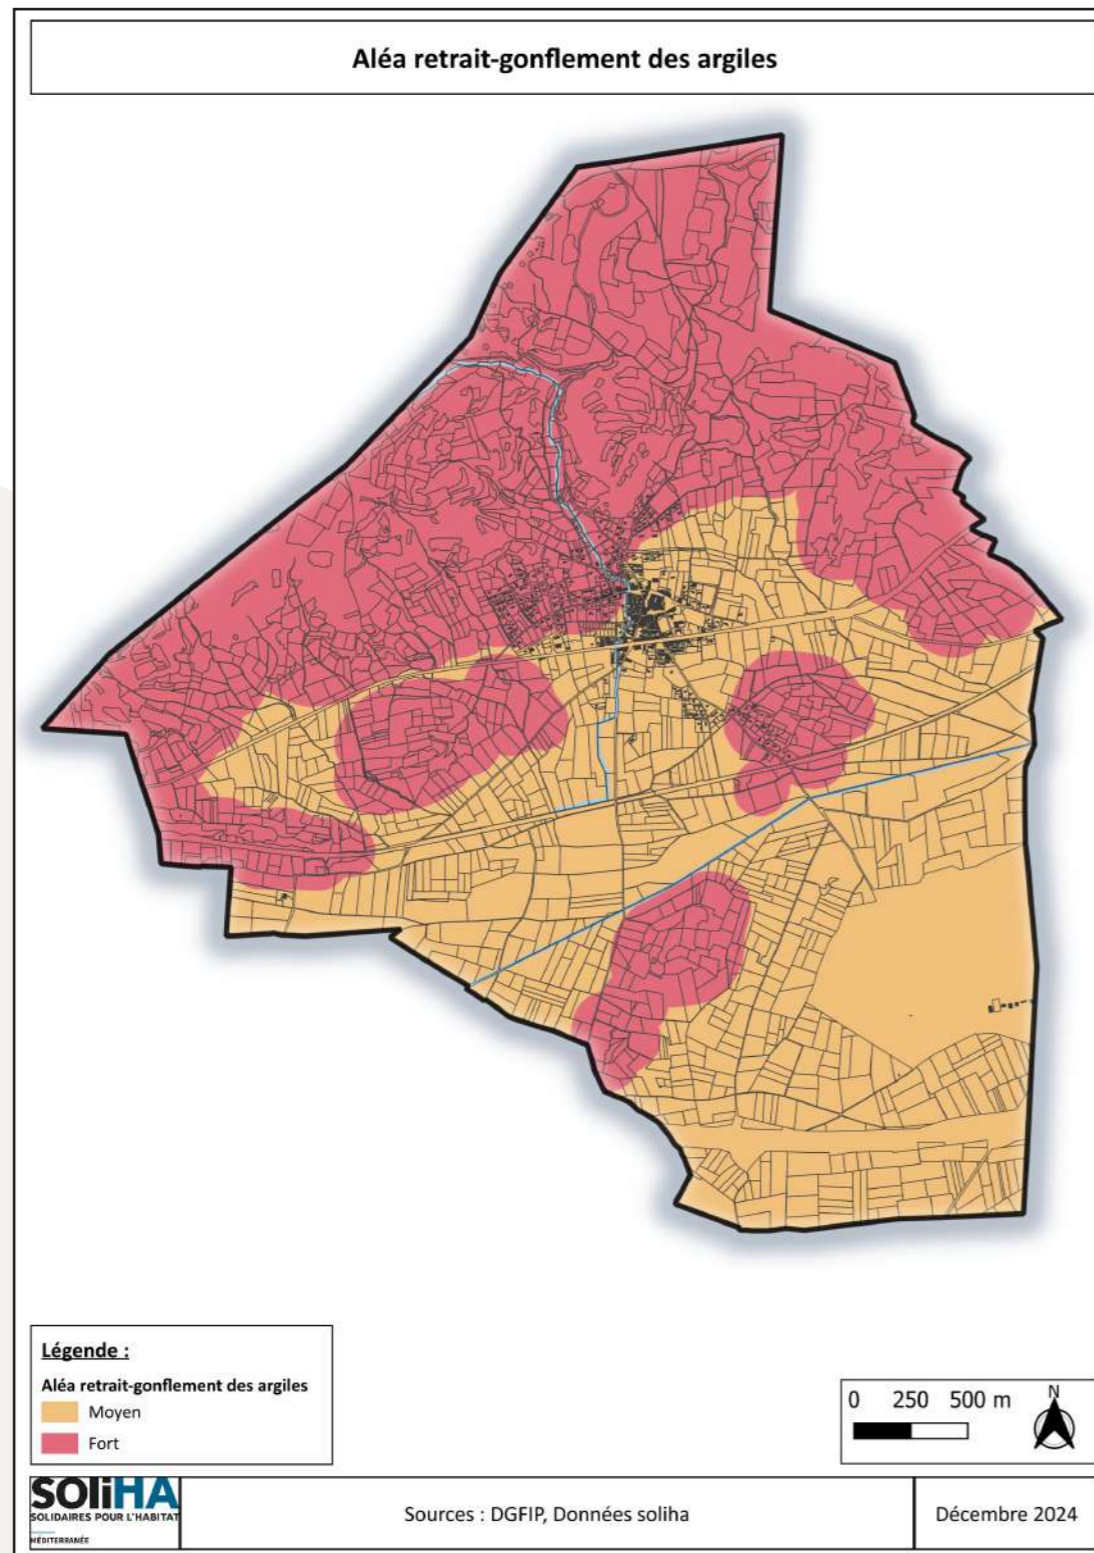 Aléa retrait-gonflement des argiles
Légende :
Aléa retrait-gonflement des argiles
Moyen
Fort
0 250 500 m
N
SOliHA
SOLIDAIRES POUR L'HABITAT
MÉDITERRANÉE
Sources : DGFIP, Données soliha
Décembre 2024